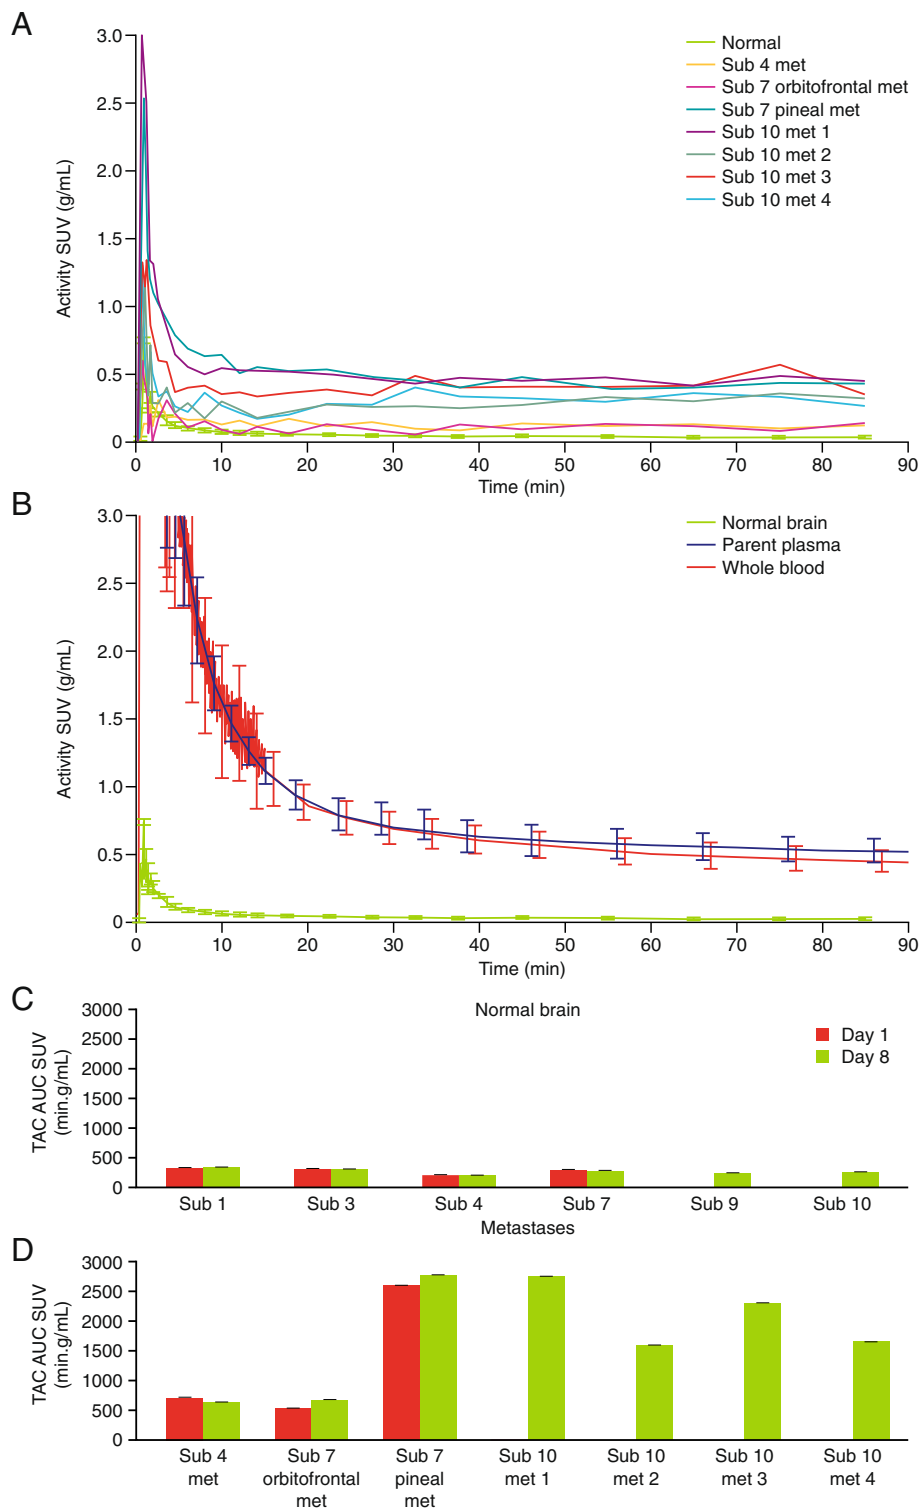 A
3.0
2.5
2.0
1.5
1.0
0.5
0
Activity SUV (g/mL)
Normal
Sub 4 met
Sub 7 orbitofrontal met
Sub 7 pineal met
Sub 10 met 1
Sub 10 met 2
Sub 10 met 3
Sub 10 met 4
0 10 20 30 40 50 60 70 80 90
Time (min)
B
3.0
2.5
2.0
1.5
1.0
0.5
0
Activity SUV (g/mL)
Normal brain
Parent plasma
Whole blood
0 10 20 30 40 50 60 70 80 90
Time (min)
C
Normal brain
3000
2500
2000
1500
1000
500
0
TAC AUC SUV
(min.g/mL)
Day 1
Day 8
Sub 1 Sub 3 Sub 4 Sub 7 Sub 9 Sub 10
Metastases
D
3000
2500
2000
1500
1000
500
0
TAC AUC SUV
(min.g/mL)
Sub 4
met
Sub 7
orbitofrontal
met
Sub 7
pineal
met
Sub 10
met 1
Sub 10
met 2
Sub 10
met 3
Sub 10
met 4